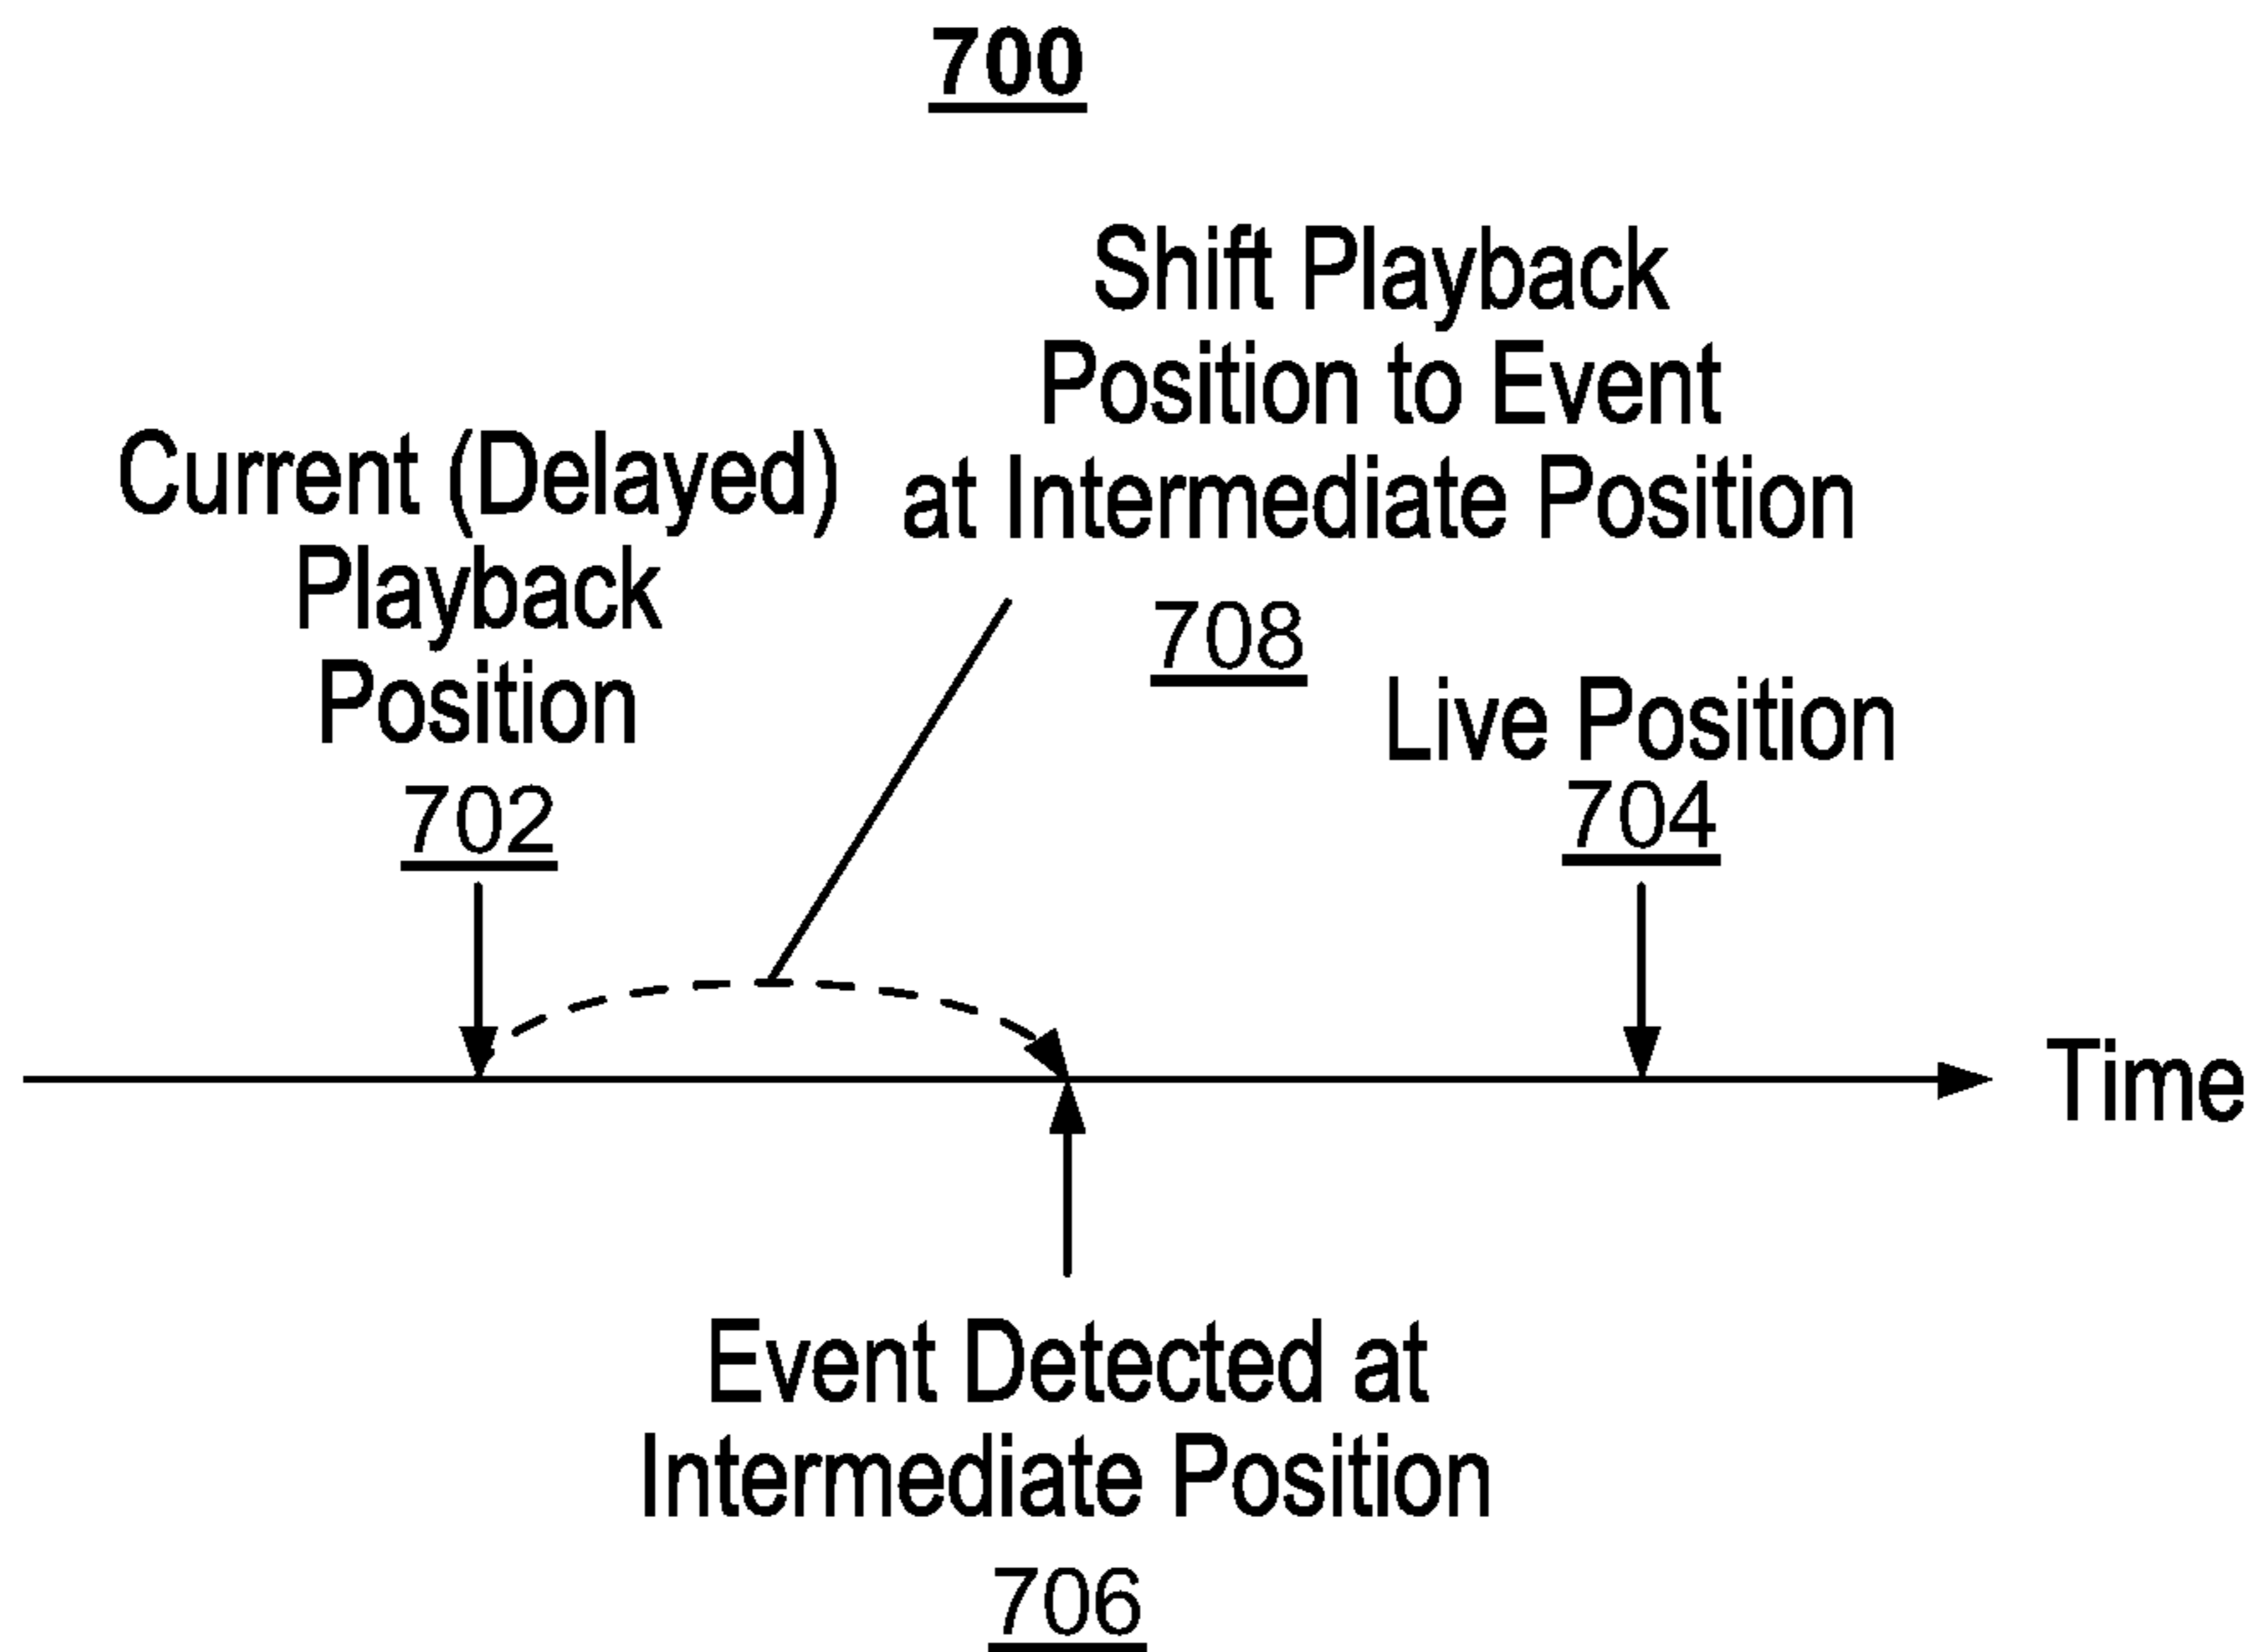 700
Shift Playback
Position to Event
at Intermediate Position
708
Current (Delayed)
Playback
Position
702
Live Position
704
Time
Event Detected at
Intermediate Position
706